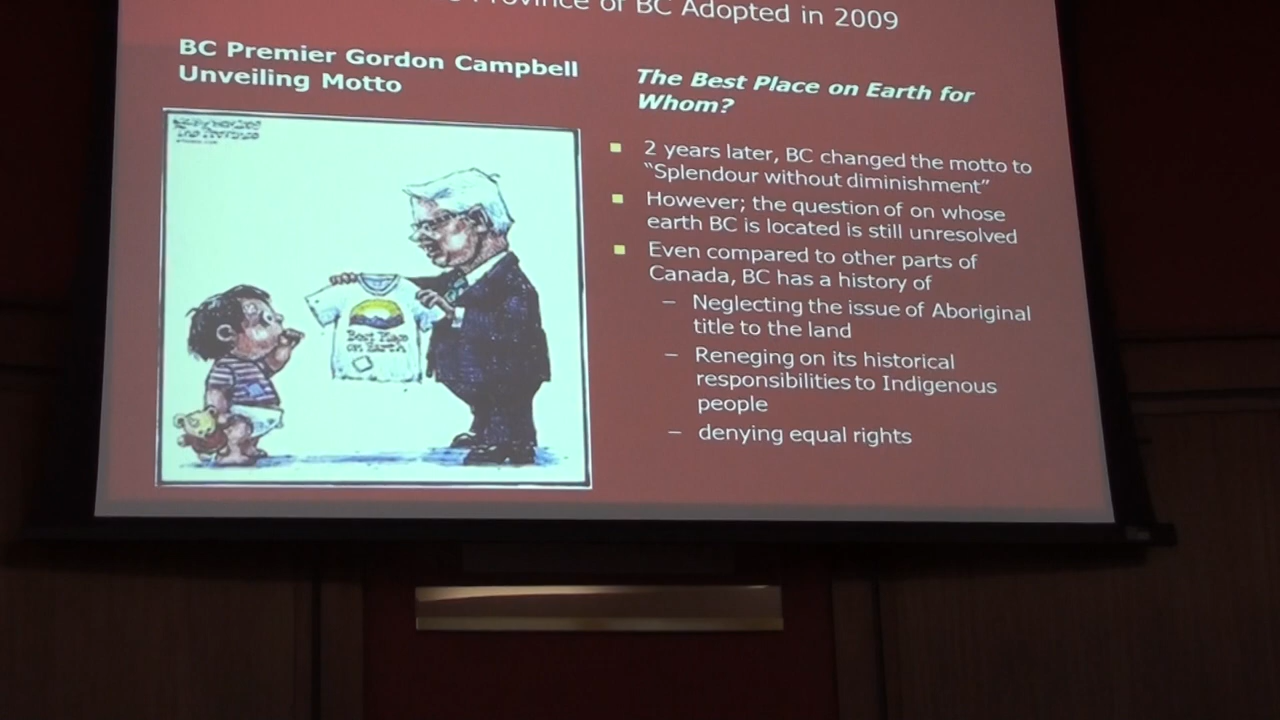 Province of BC Adopted in 2009
BC Premier Gordon Campbell
Unveiling Motto
The Province
Best Place
on Earth
The Best Place on Earth for
Whom?
2 years later, BC changed the motto to
“Splendour without diminishment”
However; the question of on whose
earth BC is located is still unresolved
Even compared to other parts of
Canada, BC has a history of
– Neglecting the issue of Aboriginal
title to the land
– Reneging on its historical
responsibilities to Indigenous
people
– denying equal rights